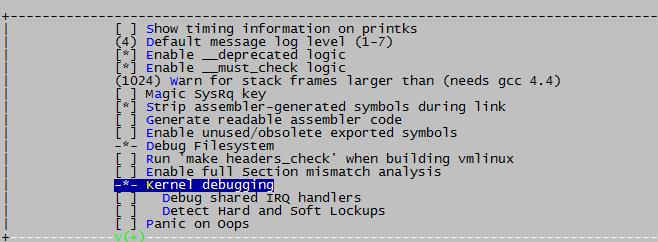 [ ] Show timing information on printks
(4) Default message log level (1-7)
[*] Enable __deprecated logic
[*] Enable __must_check logic
(1024) Warn for stack frames larger than (needs gcc 4.4)
[ ] Magic SysRq key
[*] Strip assembler-generated symbols during link
[ ] Generate readable assembler code
[ ] Enable unused/obsolete exported symbols
-*- Debug Filesystem
[ ] Run 'make headers_check' when building vmlinux
[ ] Enable full Section mismatch analysis
-*- Kernel debugging
[ ] Debug shared IRQ handlers
[ ] Detect Hard and Soft Lockups
[ ] Panic on Oops
v(+)